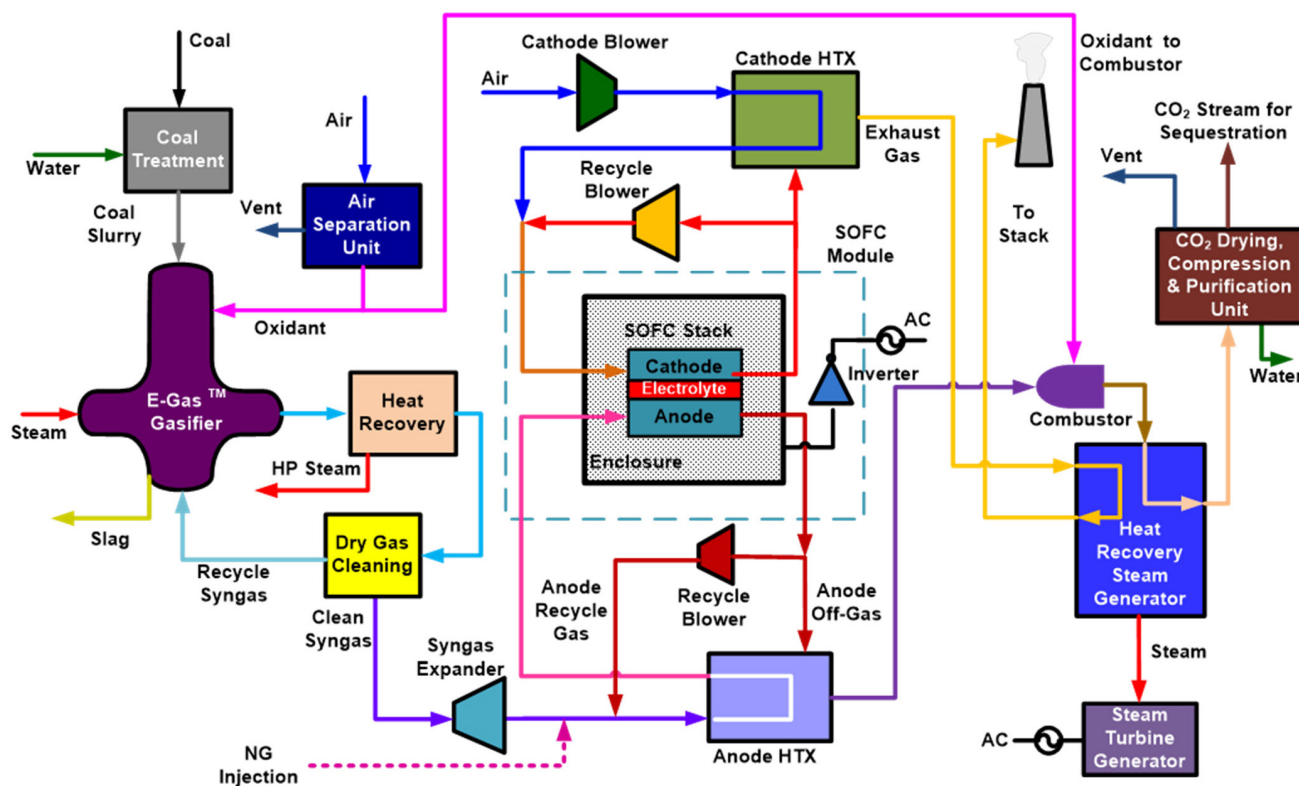 Coal
Coal
Treatment
Water
Coal
Slurry
Air
Vent
Air
Separation
Unit
Oxidant
E-Gas ™
Gasifier
Steam
Slag
Heat
Recovery
HP Steam
Dry Gas
Cleaning
Recycle
Syngas
Clean
Syngas
Syngas
Expander
NG
Injection
Cathode Blower
Air
Cathode HTX
Exhaust
Gas
Recycle
Blower
SOFC
Module
SOFC Stack
Cathode
Electrolyte
Anode
Enclosure
AC
Inverter
Anode
Recycle
Gas
Recycle
Blower
Anode
Off-Gas
Anode HTX
Oxidant to
Combustor
To
Stack
CO2 Stream for
Sequestration
Vent
CO2 Drying,
Compression
& Purification
Unit
Water
Combustor
Heat
Recovery
Steam
Generator
Steam
AC
Steam
Turbine
Generator